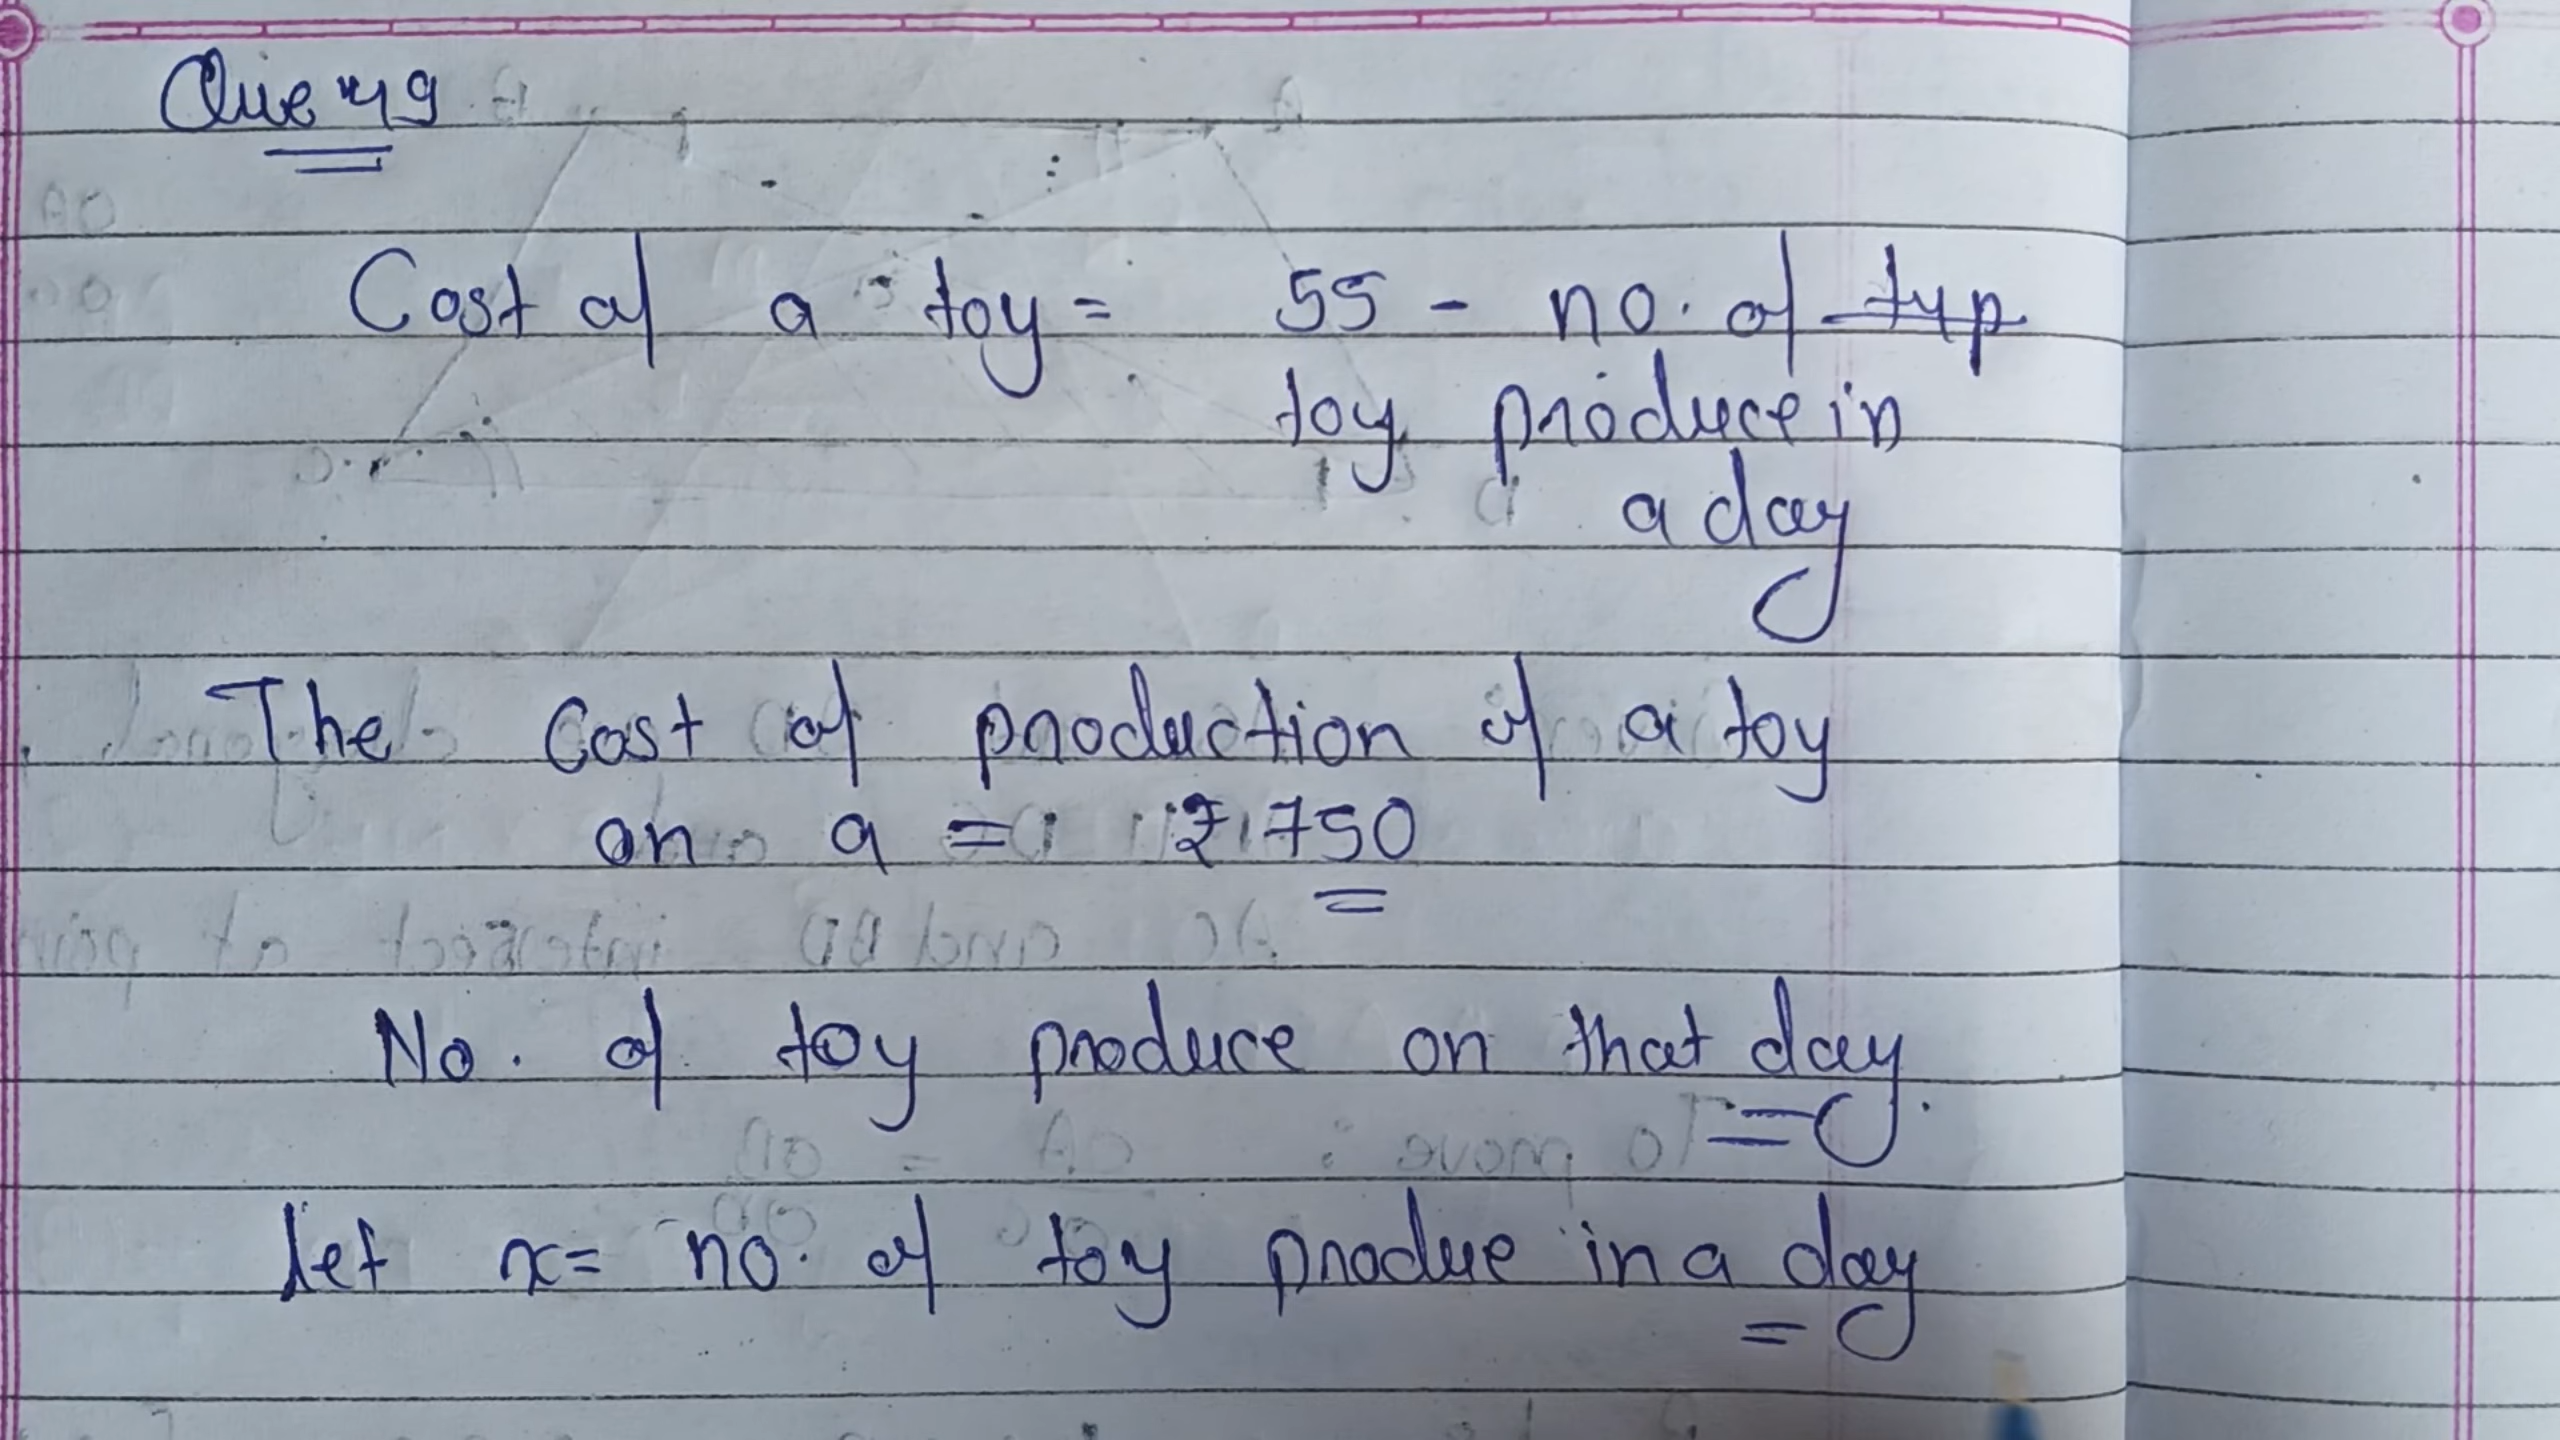 Que 49
Cost of a toy = 55 - no. of typ
toy produce in
a day
The Cost of production of a toy
on a = ₹ 750
No. of toy produce on that day.
let x = no. of toy produe in a day